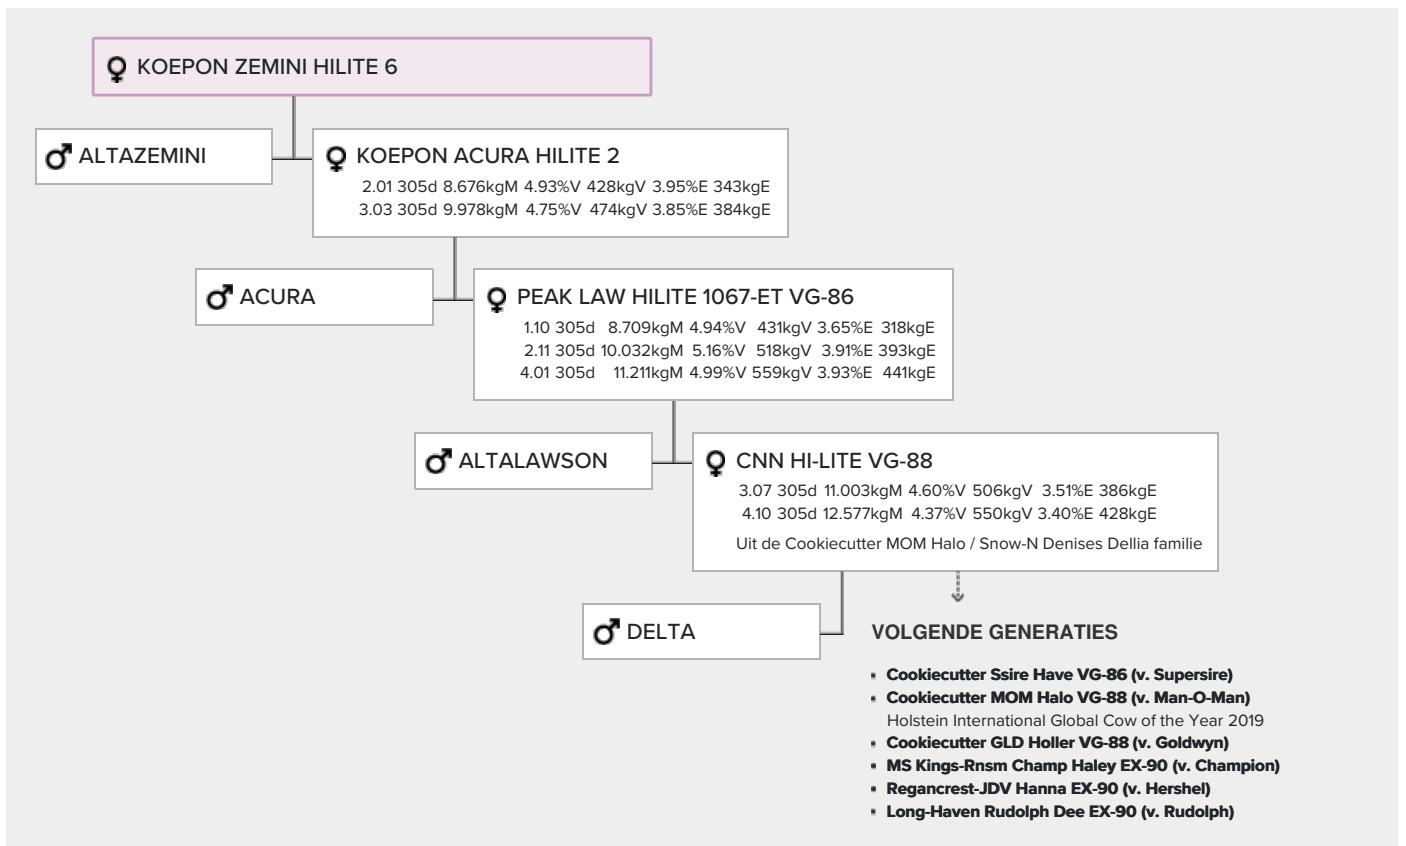 KOEPON ZEMINI HILITE 6
ALTAZEMINI
KOEPON ACURA HILITE 2
2.01 305d 8.676kgM 4.93%V 428kgV 3.95%E 343kgE
3.03 305d 9.978kgM 4.75%V 474kgV 3.85%E 384kgE
ACURA
PEAK LAW HILITE 1067-ET VG-86
1.10 305d 8.709kgM 4.94%V 431kgV 3.65%E 318kgE
2.11 305d 10.032kgM 5.16%V 518kgV 3.91%E 393kgE
4.01 305d 11.211kgM 4.99%V 559kgV 3.93%E 441kgE
ALTALAWSON
CNN HI-LITE VG-88
3.07 305d 11.003kgM 4.60%V 506kgV 3.51%E 386kgE
4.10 305d 12.577kgM 4.37%V 550kgV 3.40%E 428kgE
Uit de Cookiecutter MOM Halo / Snow-N Denises Dellia familie
DELTA
VOLGENDE GENERATIES
▪ Cookiecutter Ssire Have VG-86 (v. Supersire)
▪ Cookiecutter MOM Halo VG-88 (v. Man-O-Man)
Holstein International Global Cow of the Year 2019
▪ Cookiecutter GLD Holler VG-88 (v. Goldwyn)
▪ MS Kings-Rnsm Champ Haley EX-90 (v. Champion)
▪ Regancrest-JDV Hanna EX-90 (v. Hershel)
▪ Long-Haven Rudolph Dee EX-90 (v. Rudolph)